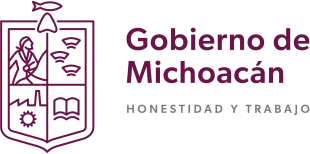 Gobierno de
Michoacán
HONESTIDAD Y TRABAJO